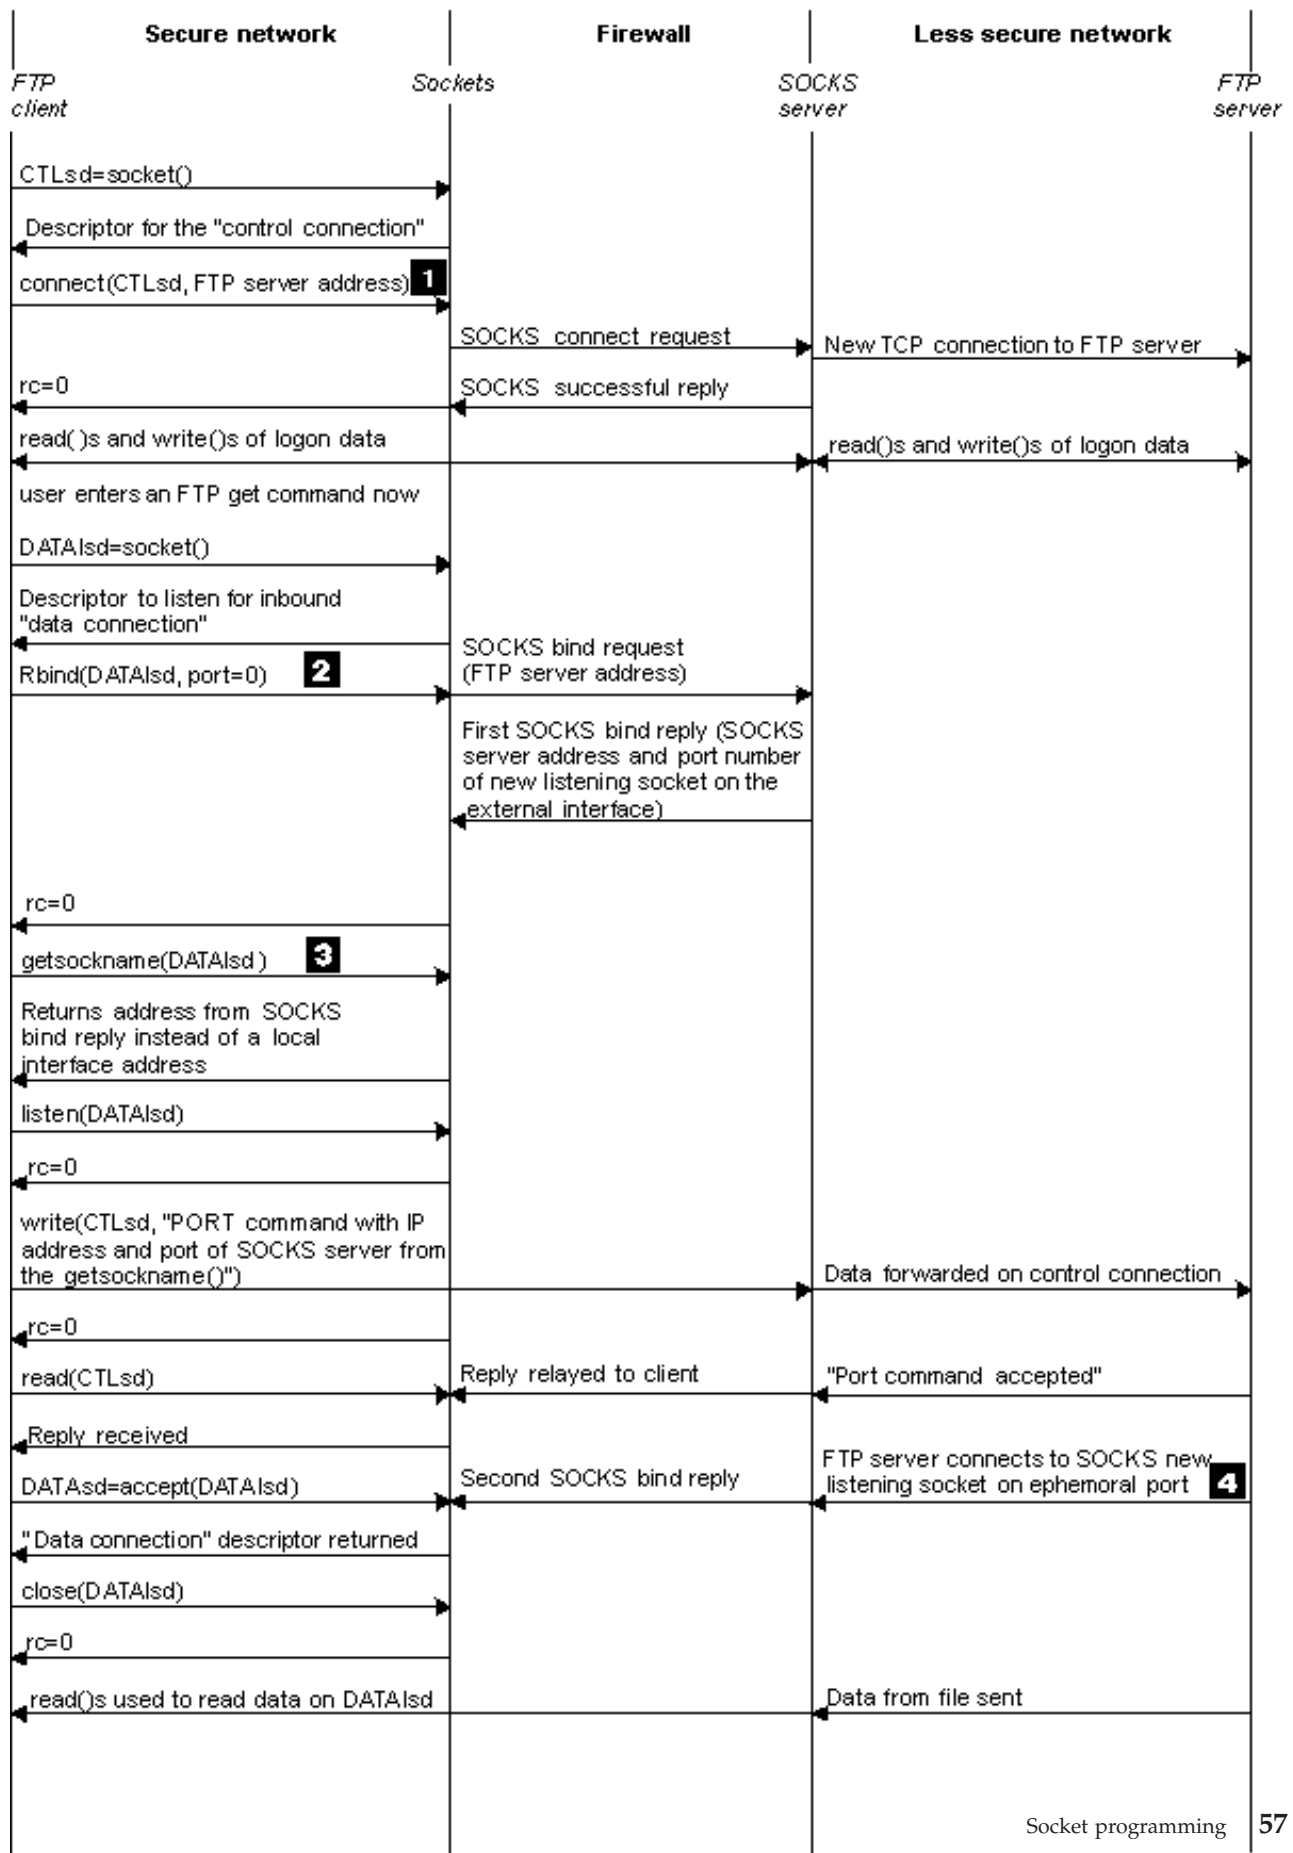 Secure network Firewall Less secure network
FTP
client
Sockets
SOCKS
server
FTP
server
CTLsd=socket()
Descriptor for the "control connection"
connect(CTLsd, FTP server address) 1
SOCKS connect request
New TCP connection to FTP server
rc=0
SOCKS successful reply
read()s and write()s of logon data
read()s and write()s of logon data
user enters an FTP get command now
DATAlsd=socket()
Descriptor to listen for inbound
"data connection"
SOCKS bind request
(FTP server address)
Rbind(DATAlsd, port=0) 2
First SOCKS bind reply (SOCKS
server address and port number
of new listening socket on the
external interface)
rc=0
getsockname(DATAlsd) 3
Returns address from SOCKS
bind reply instead of a local
interface address
listen(DATAlsd)
rc=0
write(CTLsd, "PORT command with IP
address and port of SOCKS server from
the getsockname()")
Data forwarded on control connection
rc=0
read(CTLsd)
Reply relayed to client
"Port command accepted"
Reply received
FTP server connects to SOCKS new
listening socket on ephemoral port 4
DATAsd=accept(DATAlsd)
Second SOCKS bind reply
"Data connection" descriptor returned
close(DATAlsd)
rc=0
read()s used to read data on DATAlsd
Data from file sent
Socket programming 57